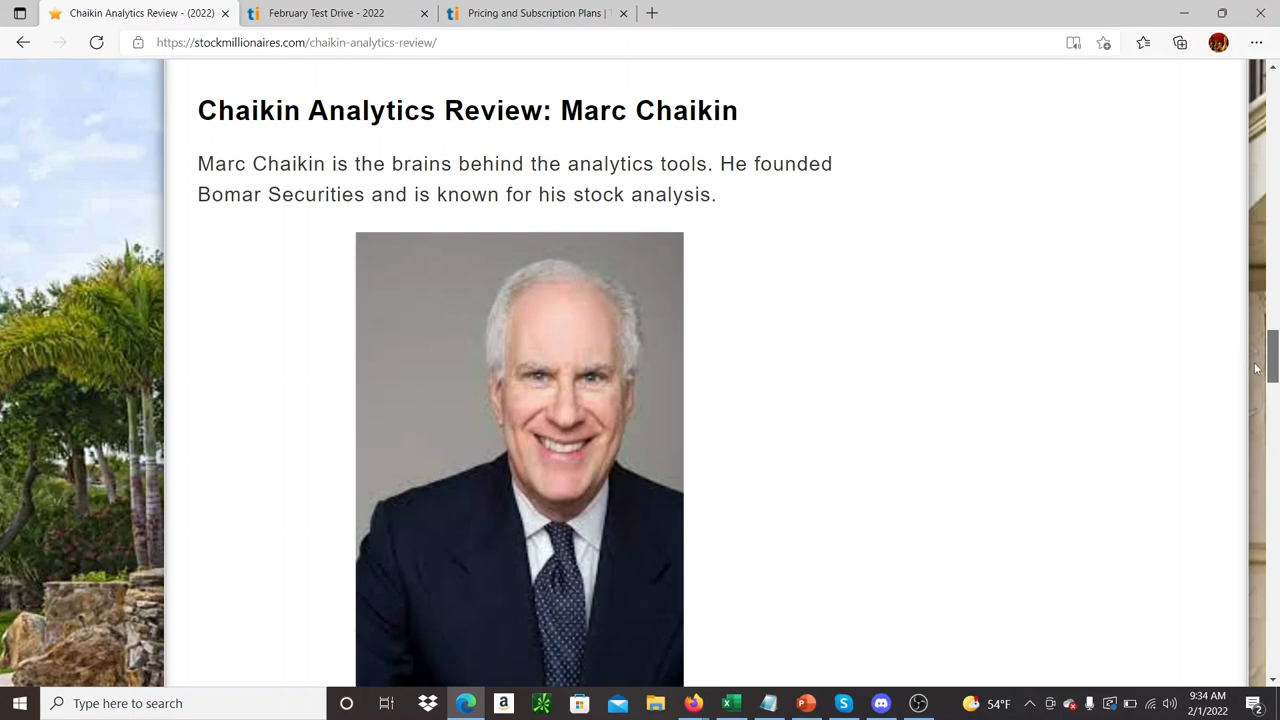 Chaikin Analytics Review - (2022)
February Test Drive - 2022
Pricing and Subscription Plans |
https://stockmillionaires.com/chaikin-analytics-review/
Chaikin Analytics Review: Marc Chaikin
Marc Chaikin is the brains behind the analytics tools. He founded
Bomar Securities and is known for his stock analysis.
Type here to search
54°F
9:34 AM
2/1/2022
2